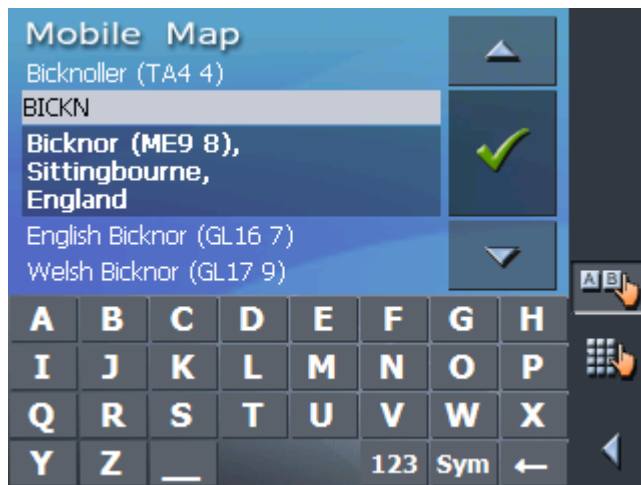 Mobile Map
Bicknoller (TA4 4)
BICKN
Bicknor (ME9 8),
Sittingbourne,
England
English Bicknor (GL16 7)
Welsh Bicknor (GL17 9)
A B
A B C D E F G H
I J K L M N O P
Q R S T U V W X
Y Z _ 123 Sym ←